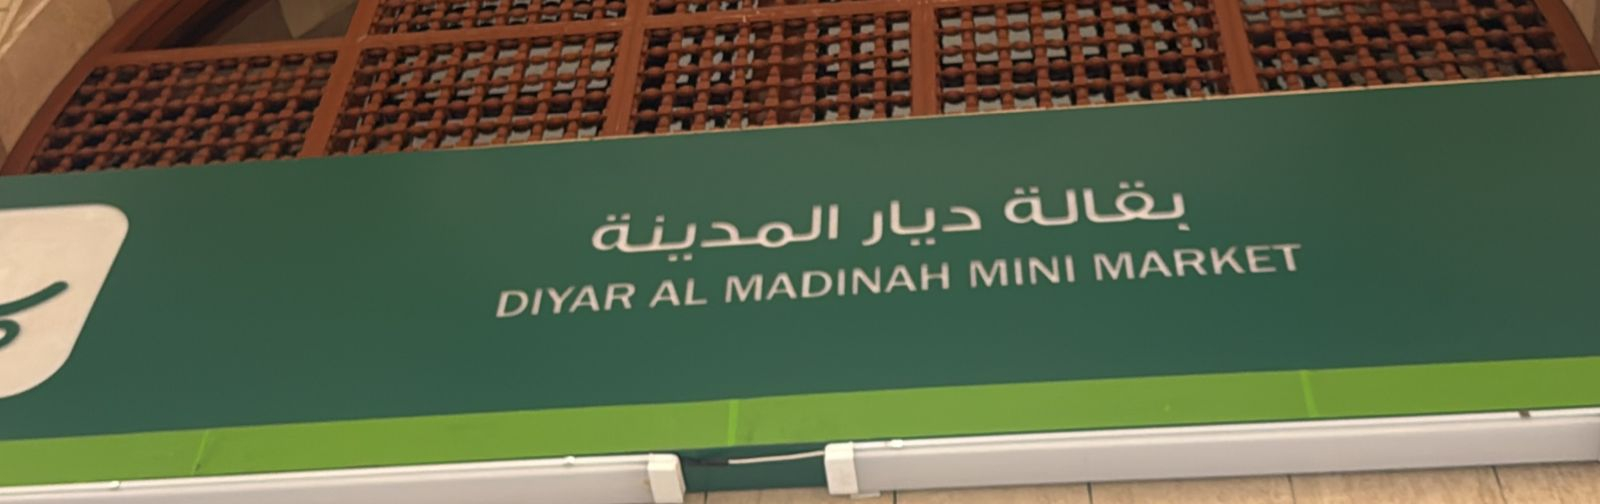 بقالة ديار المدينة
DIYAR AL MADINAH MINI MARKET